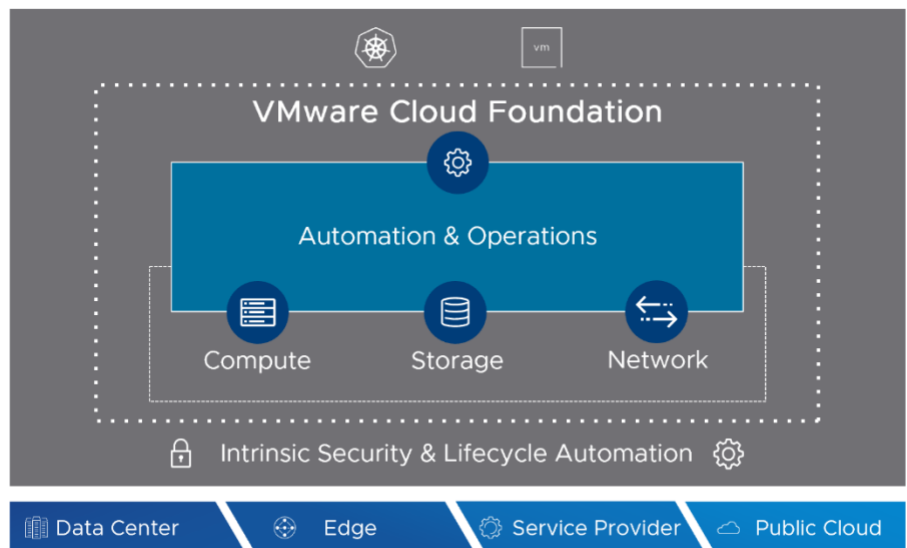 vm
VMware Cloud Foundation
Automation & Operations
Compute
Storage
Network
Intrinsic Security & Lifecycle Automation
Data Center
Edge
Service Provider
Public Cloud